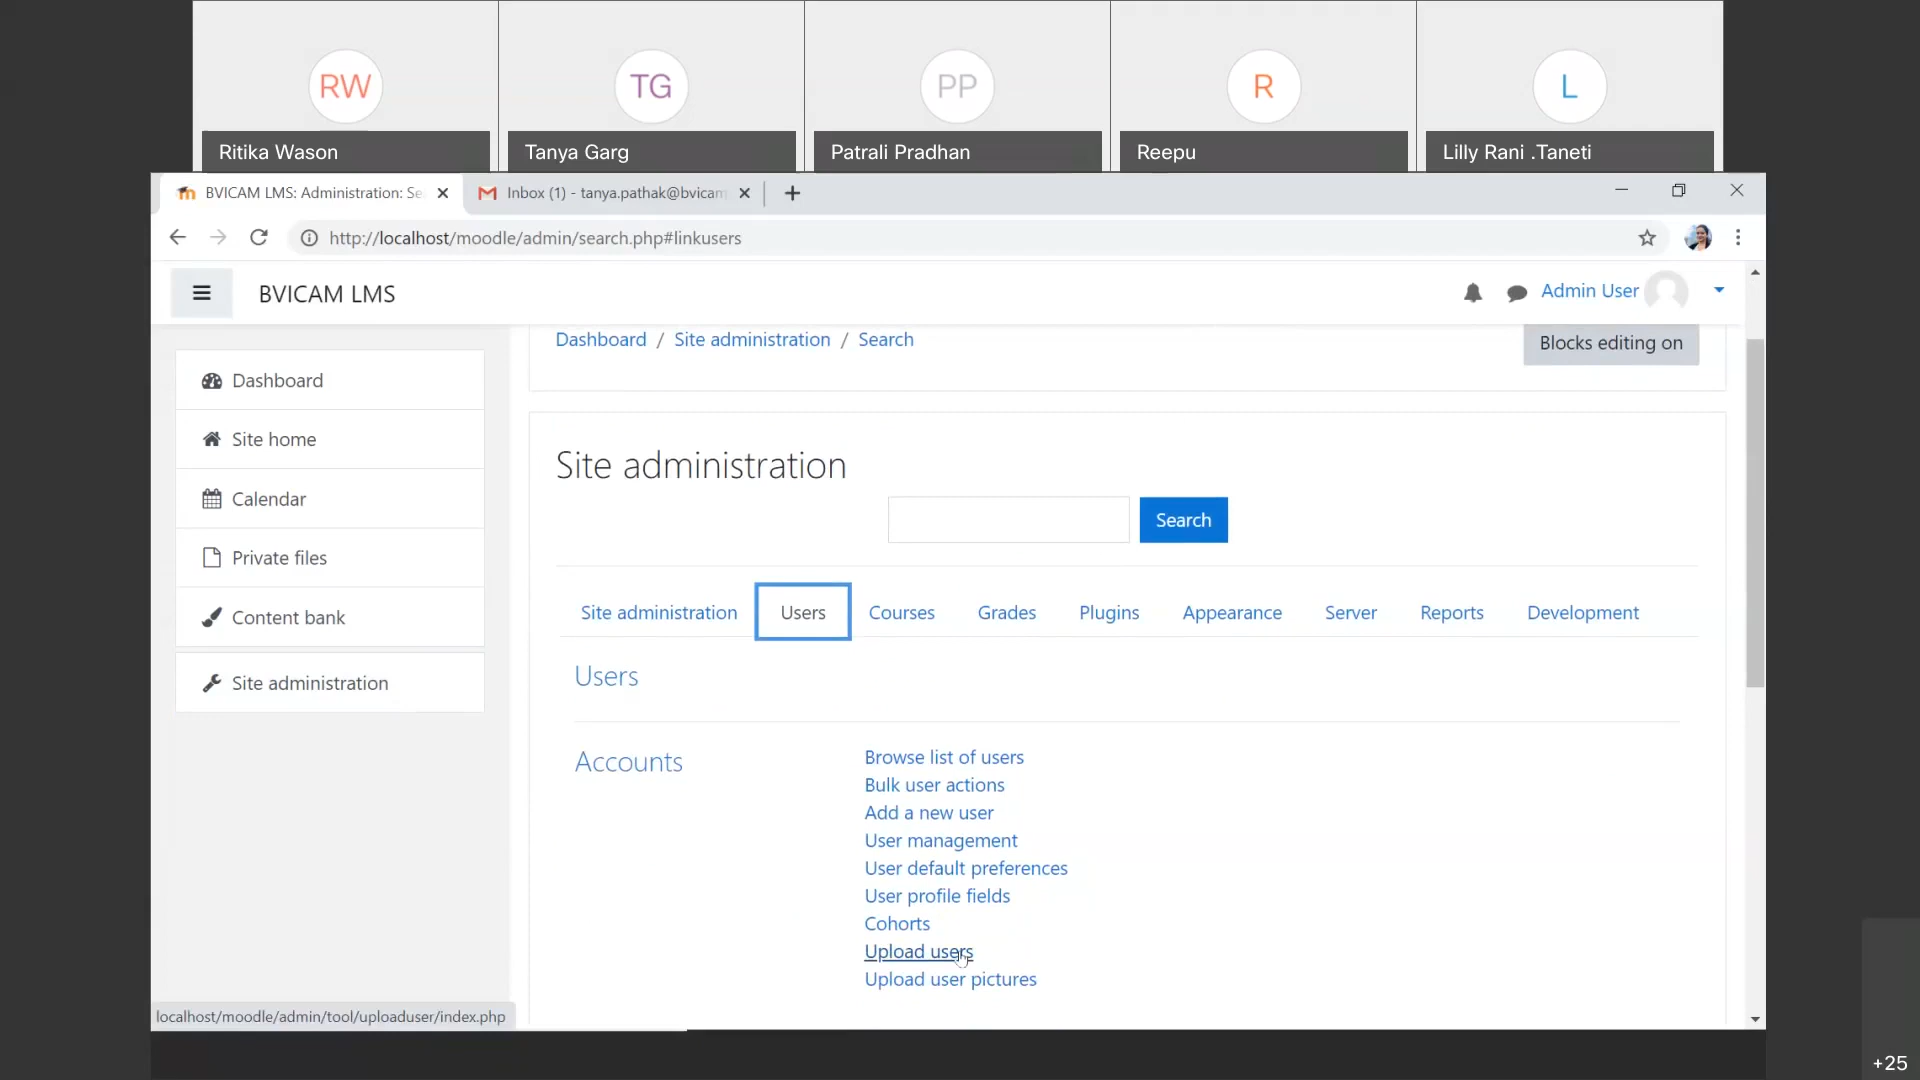 RW
TG
PP
R
L
Ritika Wason
Tanya Garg
Patrali Pradhan
Reepu
Lilly Rani .Taneti
BVICAM LMS: Administration: Se
Inbox (1) - tanya.pathak@bvicam
http://localhost/moodle/admin/search.php#linkusers
BVICAM LMS
Admin User
Dashboard / Site administration / Search
Blocks editing on
Dashboard
Site home
Calendar
Private files
Content bank
Site administration
Site administration
Search
Site administration
Users
Courses
Grades
Plugins
Appearance
Server
Reports
Development
Users
Accounts
Browse list of users
Bulk user actions
Add a new user
User management
User default preferences
User profile fields
Cohorts
Upload users
Upload user pictures
localhost/moodle/admin/tool/uploaduser/index.php
+25